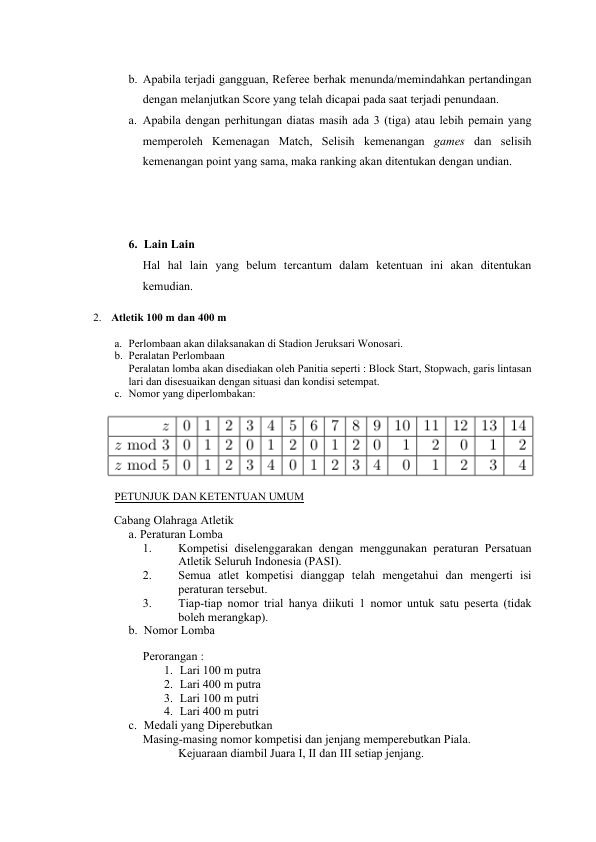 b. Apabila terjadi gangguan, Referee berhak menunda/memindahkan pertandingan
dengan melanjutkan Score yang telah dicapai pada saat terjadi penundaan.
a. Apabila dengan perhitungan diatas masih ada 3 (tiga) atau lebih pemain yang
memperoleh Kemenagan Match, Selisih kemenangan games dan selisih
kemenangan point yang sama, maka ranking akan ditentukan dengan undian.
6. Lain Lain
Hal hal lain yang belum tercantum dalam ketentuan ini akan ditentukan
kemudian.
2. Atletik 100 m dan 400 m
a. Perlombaan akan dilaksanakan di Stadion Jeruksari Wonosari.
b. Peralatan Perlombaan
Peralatan lomba akan disediakan oleh Panitia seperti : Block Start, Stopwach, garis lintasan
lari dan disesuaikan dengan situasi dan kondisi setempat.
c. Nomor yang diperlombakan:
z 0 1 2 3 4 5 6 7 8 9 10 11 12 13 14
z mod 3 0 1 2 0 1 2 0 1 2 0 1 2 0 1 2
z mod 5 0 1 2 3 4 0 1 2 3 4 0 1 2 3 4
PETUNJUK DAN KETENTUAN UMUM
Cabang Olahraga Atletik
a. Peraturan Lomba
1. Kompetisi diselenggarakan dengan menggunakan peraturan Persatuan
Atletik Seluruh Indonesia (PASI).
2. Semua atlet kompetisi dianggap telah mengetahui dan mengerti isi
peraturan tersebut.
3. Tiap-tiap nomor trial hanya diikuti 1 nomor untuk satu peserta (tidak
boleh merangkap).
b. Nomor Lomba
Perorangan :
1. Lari 100 m putra
2. Lari 400 m putra
3. Lari 100 m putri
4. Lari 400 m putri
c. Medali yang Diperebutkan
Masing-masing nomor kompetisi dan jenjang memperebutkan Piala.
Kejuaraan diambil Juara I, II dan III setiap jenjang.